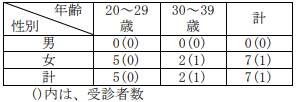 年齢
性別
20～29歳 30～39歳 計
男 0(0) 0(0) 0(0)
女 5(0) 2(1) 7(1)
計 5(0) 2(1) 7(1)
()内は、受診者数